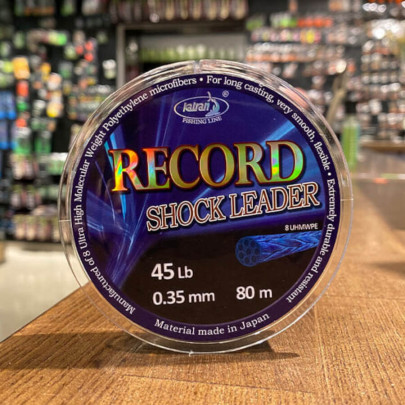 Manufactured of 8 Ultra High Molecular Weight Polyethylene microfibers • For long casting, very smooth, flexible • Extremely durable and resistant
katran®
FISHING LINE
RECORD
SHOCK LEADER
8 UHMWPE
45 Lb
0.35 mm 80 m
Material made in Japan